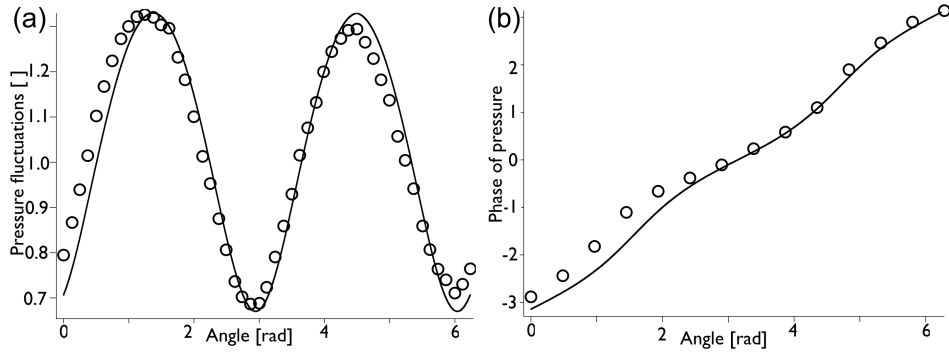 (a)
Pressure fluctuations [ ]
1.2
1.1
1.0
0.9
0.8
0.7
0 2 4 6
Angle [rad]
(b)
Phase of pressure
2
1
0
-1
-2
-3
0 2 4 6
Angle [rad]